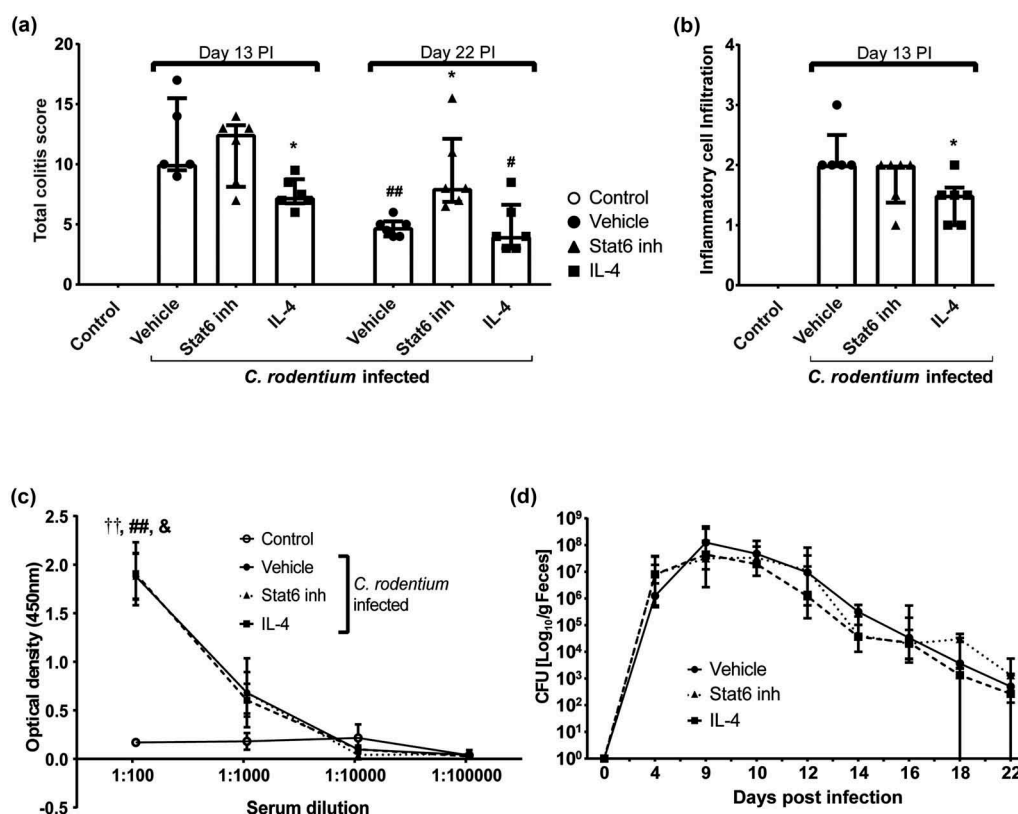 (a)
Total colitis score
20
15
10
5
0
Day 13 PI
Day 22 PI
*
##
*
#
Control
Vehicle
Stat6 inh
IL-4
Vehicle
Stat6 inh
IL-4
C. rodentium infected
Control
Vehicle
Stat6 inh
IL-4
(b)
Inflammatory cell Infiltration
4
3
2
1
0
Day 13 PI
*
Control
Vehicle
Stat6 inh
IL-4
C. rodentium infected
(c)
Optical density (450nm)
††, ##, &
2.5
2.0
1.5
1.0
0.5
0.0
-0.5
Control
Vehicle
Stat6 inh
IL-4
C. rodentium
infected
1:100
1:1000
1:10000
1:100000
Serum dilution
(d)
CFU [Log₁₀/g Feces]
10⁹
10⁸
10⁷
10⁶
10⁵
10⁴
10³
10²
10¹
10⁰
Vehicle
Stat6 inh
IL-4
0 4 9 10 12 14 16 18 22
Days post infection